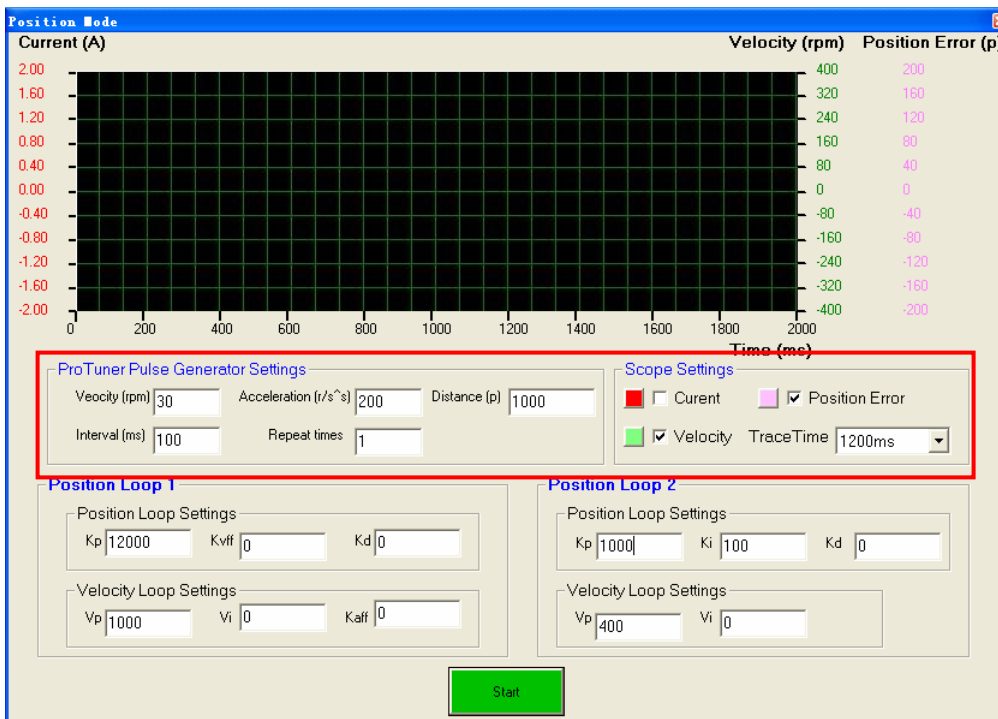 Position Mode
Current (A) Velocity (rpm) Position Error (p)
2.00 400 200
1.60 320 160
1.20 240 120
0.80 160 80
0.40 80 40
0.00 0 0
-0.40 -80 -40
-0.80 -160 -80
-1.20 -240 -120
-1.60 -320 -160
-2.00 -400 -200
0 200 400 600 800 1000 1200 1400 1600 1800 2000
Time (ms)
ProTuner Pulse Generator Settings Scope Settings
Veocity (rpm) 30 Acceleration (r/s^s) 200 Distance (p) 1000 Curent Position Error
Interval (ms) 100 Repeat times 1 Velocity TraceTime 1200ms
Position Loop 1 Position Loop 2
Position Loop Settings Position Loop Settings
Kp 12000 Kvff 0 Kd 0 Kp 1000 Ki 100 Kd 0
Velocity Loop Settings Velocity Loop Settings
Vp 1000 Vi 0 Kaff 0 Vp 400 Vi 0
Start